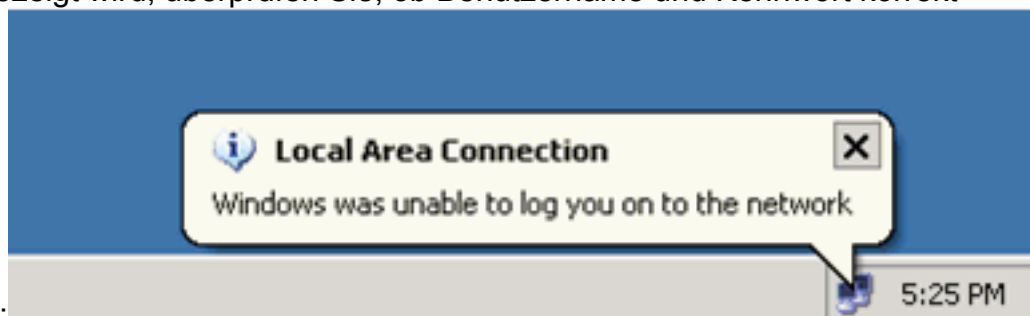 wird, überprüfen Sie, ob Benutzername und Kennwort korrekt
Local Area Connection
Windows was unable to log you on to the network
5:25 PM
.